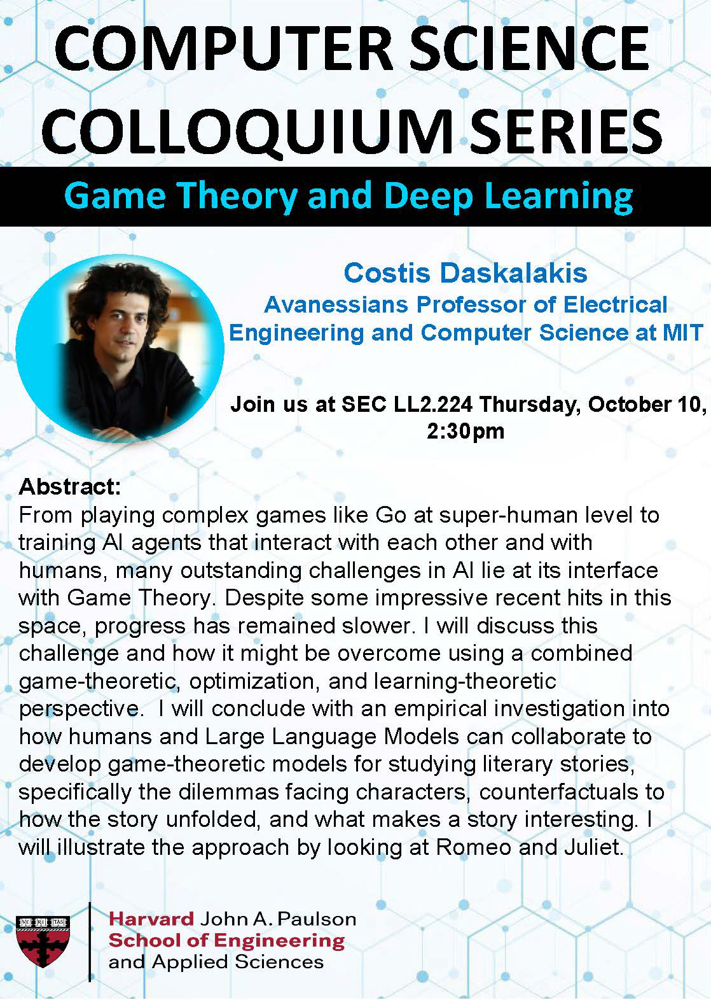 COMPUTER SCIENCE
COLLOQUIUM SERIES
Game Theory and Deep Learning
Costis Daskalakis
Avanessians Professor of Electrical
Engineering and Computer Science at MIT
Join us at SEC LL2.224 Thursday, October 10,
2:30pm
Abstract:
From playing complex games like Go at super-human level to
training AI agents that interact with each other and with
humans, many outstanding challenges in AI lie at its interface
with Game Theory. Despite some impressive recent hits in this
space, progress has remained slower. I will discuss this
challenge and how it might be overcome using a combined
game-theoretic, optimization, and learning-theoretic
perspective.  I will conclude with an empirical investigation into
how humans and Large Language Models can collaborate to
develop game-theoretic models for studying literary stories,
specifically the dilemmas facing characters, counterfactuals to
how the story unfolded, and what makes a story interesting. I
will illustrate the approach by looking at Romeo and Juliet.
VE RI TAS
Harvard John A. Paulson
School of Engineering
and Applied Sciences